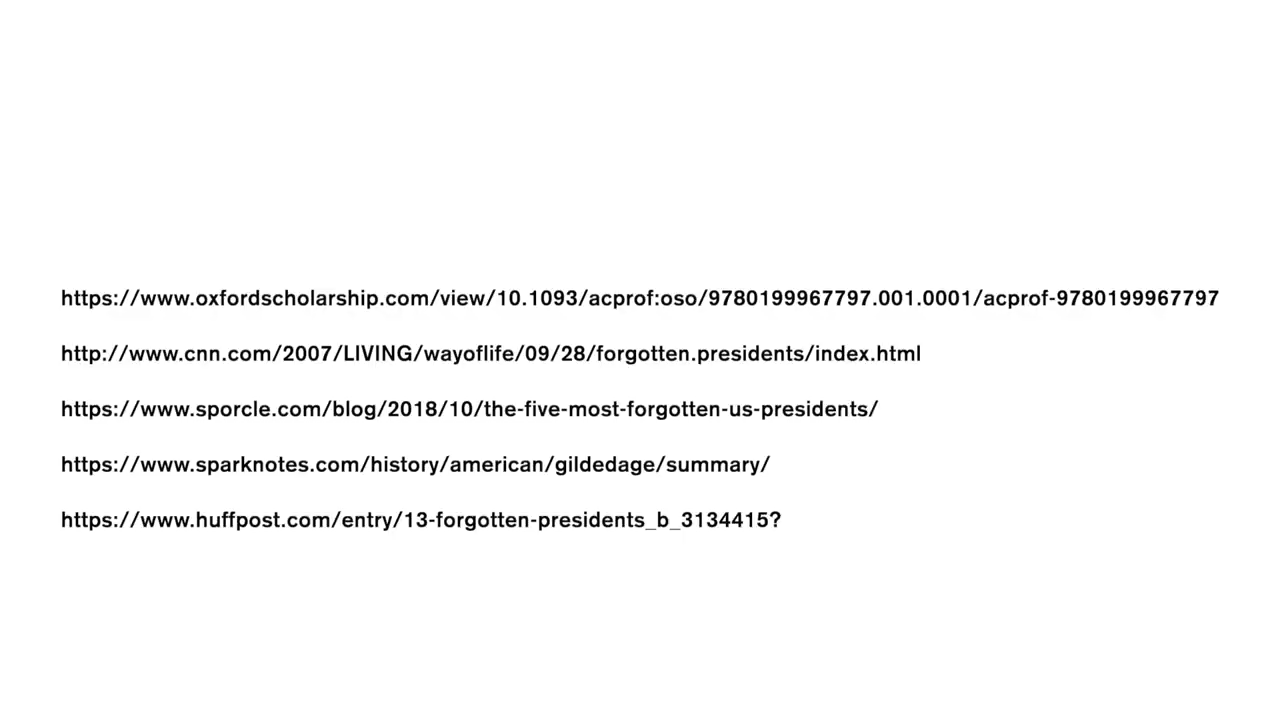 https://www.oxfordscholarship.com/view/10.1093/acprof:oso/9780199967797.001.0001/acprof-9780199967797
http://www.cnn.com/2007/LIVING/wayoflife/09/28/forgotten.presidents/index.html
https://www.sporcle.com/blog/2018/10/the-five-most-forgotten-us-presidents/
https://www.sparknotes.com/history/american/gildedage/summary/
https://www.huffpost.com/entry/13-forgotten-presidents_b_3134415?